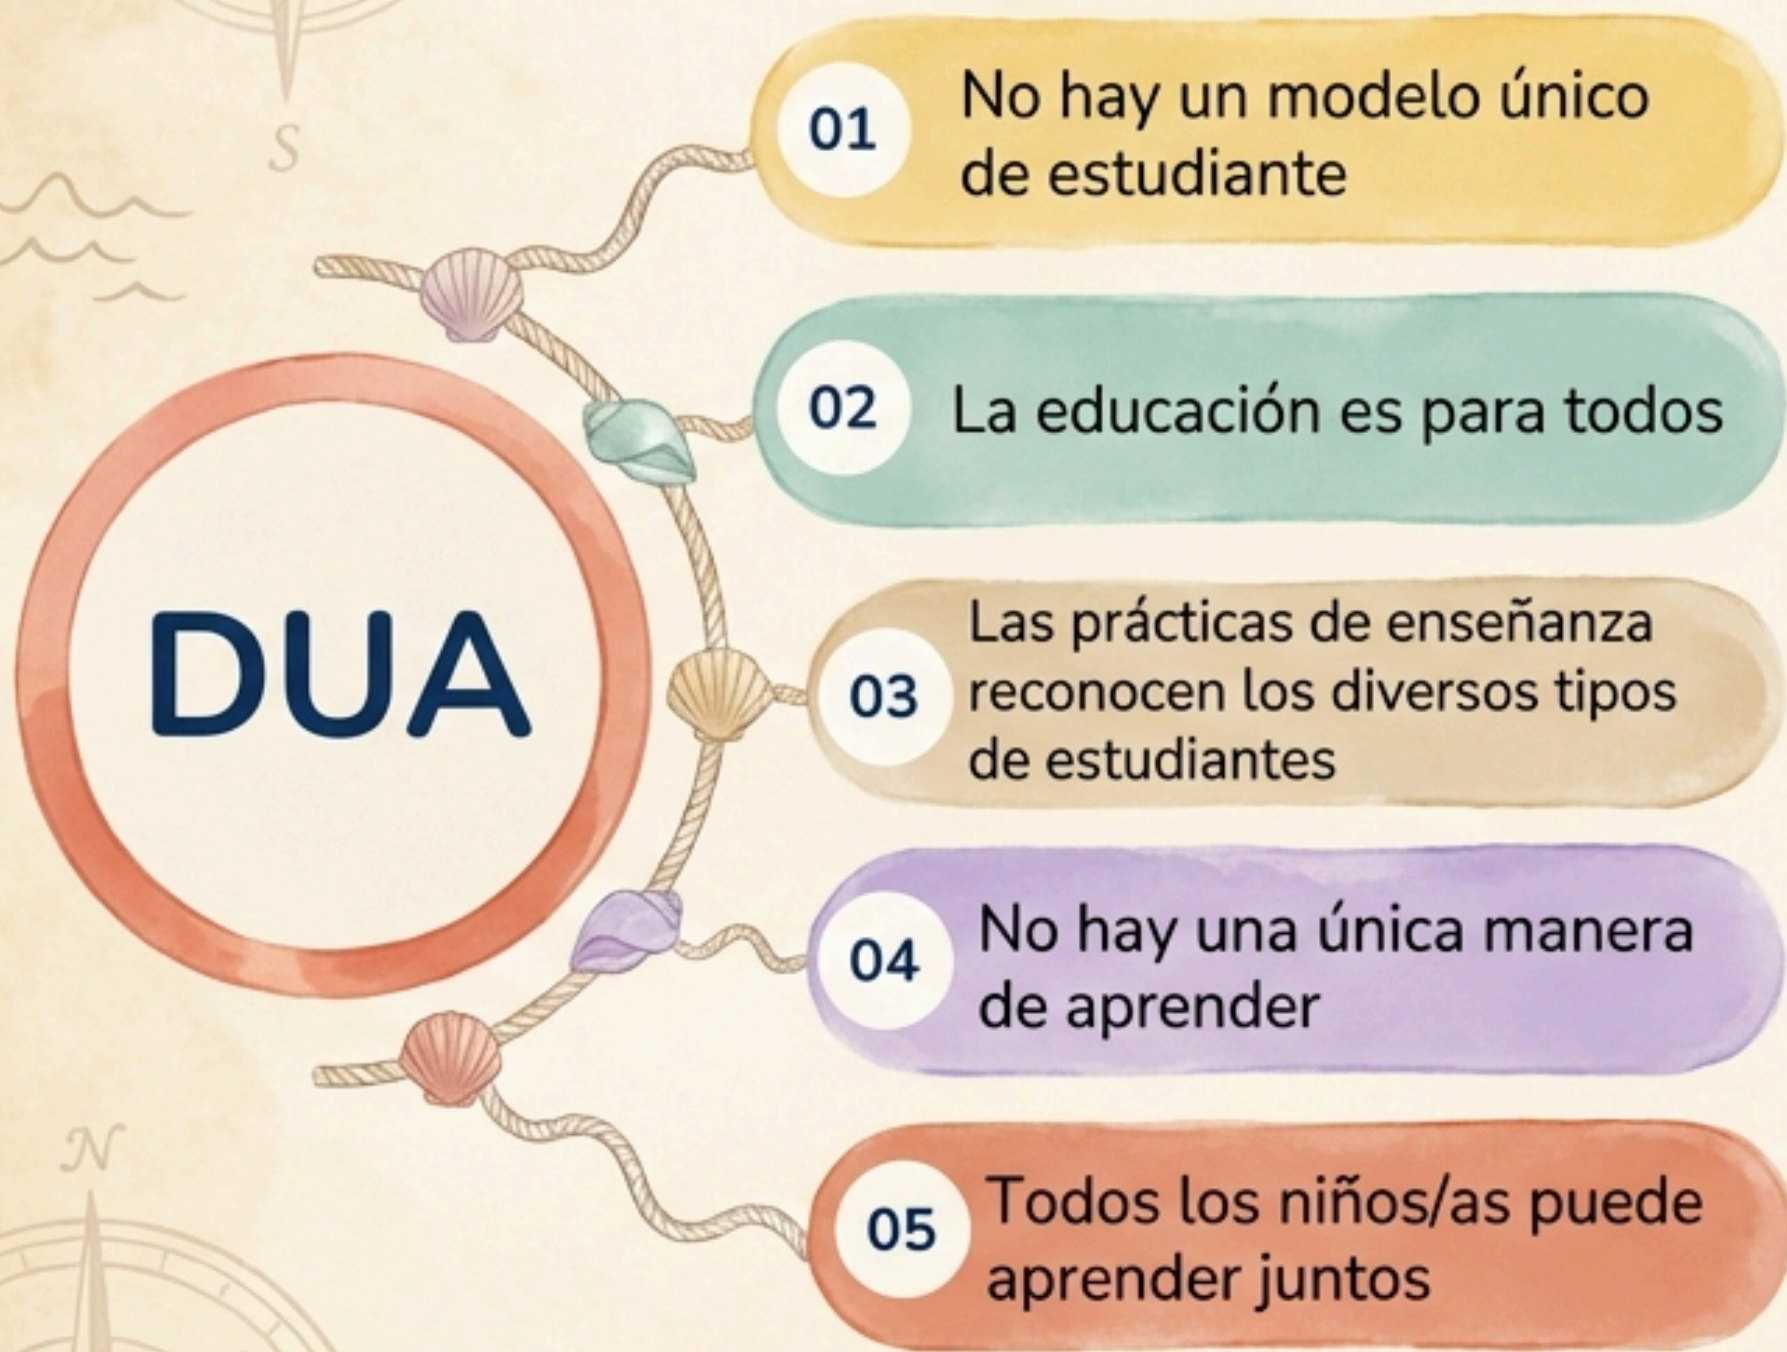 S
01
No hay un modelo único
de estudiante
02
La educación es para todos
DUA
03
Las prácticas de enseñanza
reconocen los diversos tipos
de estudiantes
04
No hay una única manera
de aprender
N
05
Todos los niños/as puede
aprender juntos